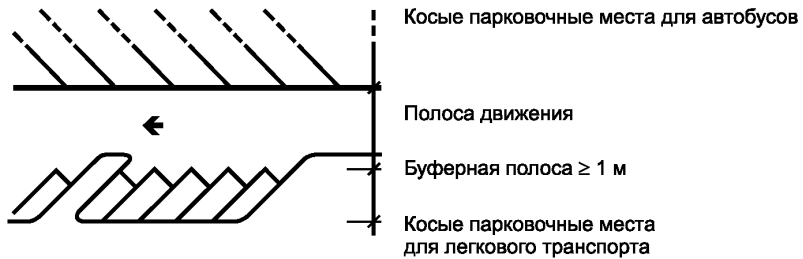 Косые парковочные места для автобусов
Полоса движения
Буферная полоса ≥ 1 м
Косые парковочные места
для легкового транспорта